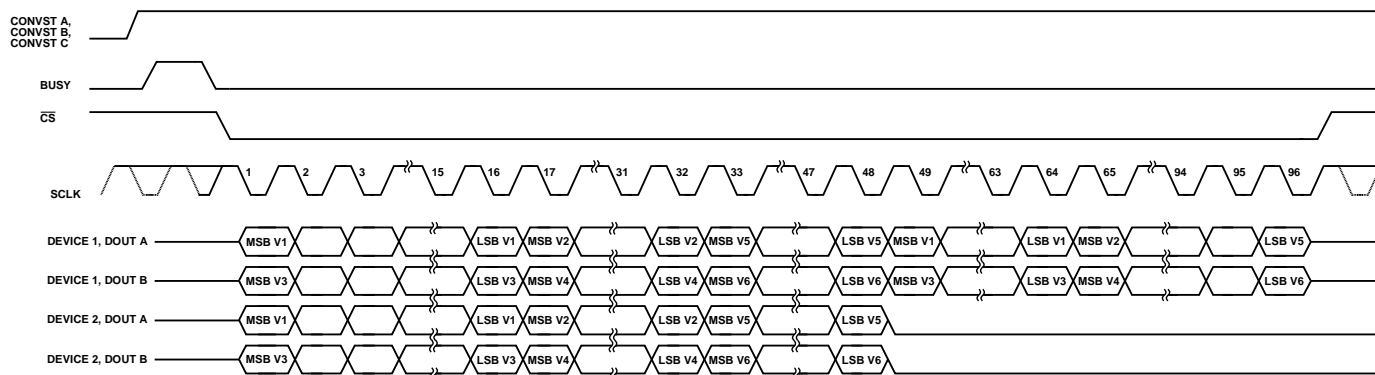 CONVST A,
CONVST B,
CONVST C
BUSY
CS
SCLK
1 2 3 15 16 17 31 32 33 47 48 49 63 64 65 94 95 96
DEVICE 1, DOUT A
MSB V1 LSB V1 MSB V2 LSB V2 MSB V5 LSB V5 MSB V1 LSB V1 MSB V2 LSB V5
DEVICE 1, DOUT B
MSB V3 LSB V3 MSB V4 LSB V4 MSB V6 LSB V6 MSB V3 LSB V3 MSB V4 LSB V6
DEVICE 2, DOUT A
MSB V1 LSB V1 MSB V2 LSB V2 MSB V5 LSB V5
DEVICE 2, DOUT B
MSB V3 LSB V3 MSB V4 LSB V4 MSB V6 LSB V6